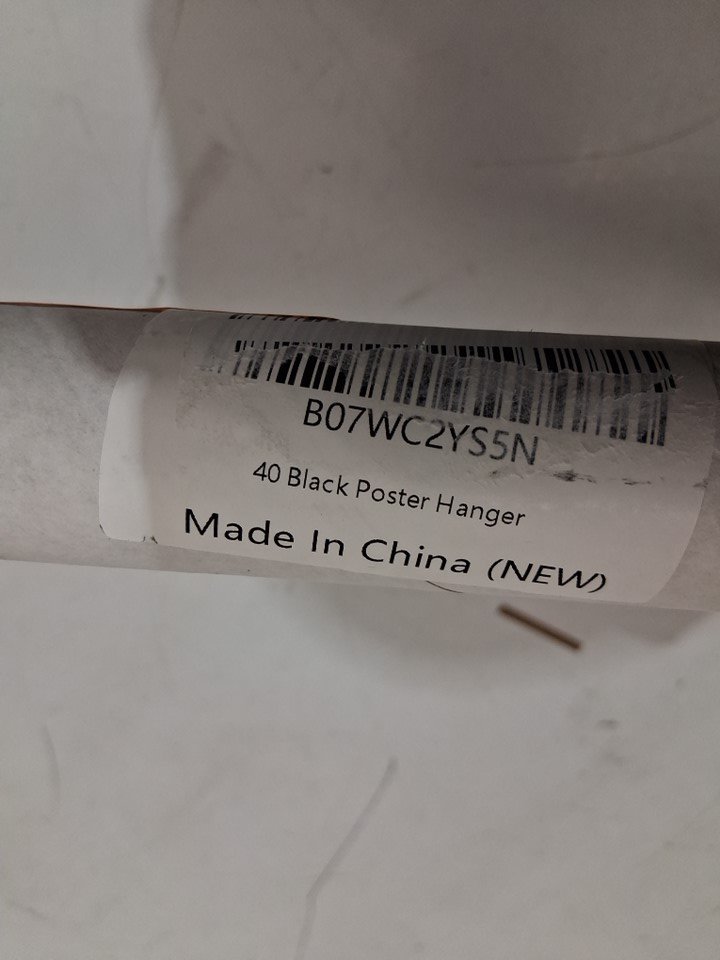 B07WC2YS5N
40 Black Poster Hanger
Made In China (NEW)